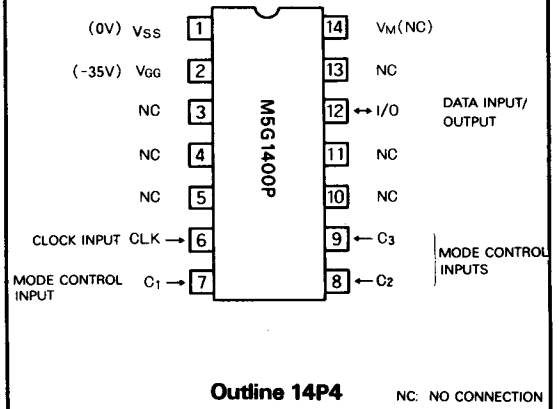 (0V) VSS 1 14 VM(NC)
(-35V) VGG 2 13 NC
NC 3 12 ↔ I/O DATA INPUT/
OUTPUT
NC 4 11 NC
NC 5 10 NC
CLOCK INPUT CLK → 6 9 ← C3
MODE CONTROL
INPUTS
MODE CONTROL
INPUT
C1 → 7 8 ← C2
M5G1400P
Outline 14P4 NC: NO CONNECTION